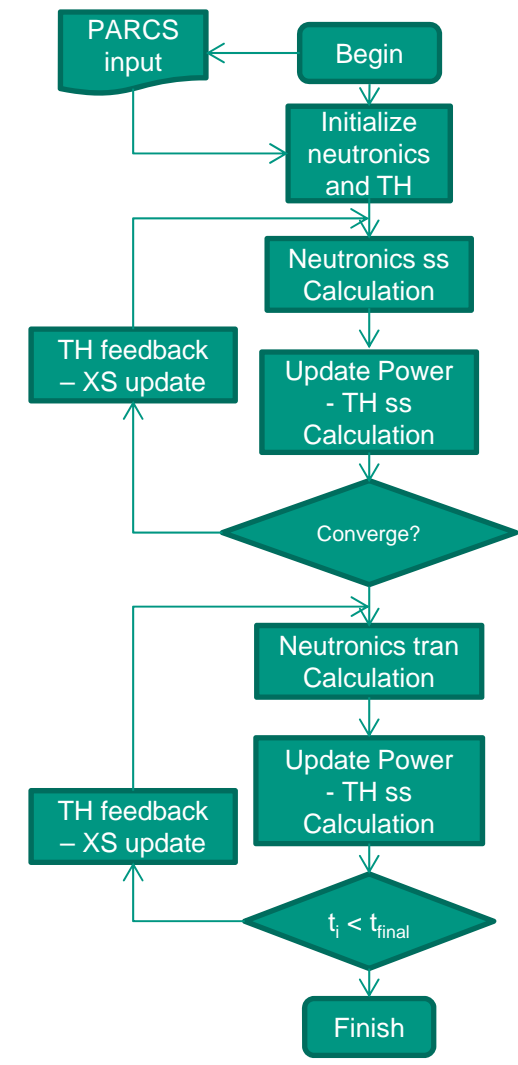 PARCS
input
Begin
Initialize
neutronics
and TH
Neutronics ss
Calculation
TH feedback
– XS update
Update Power
- TH ss
Calculation
Converge?
Neutronics tran
Calculation
Update Power
- TH ss
Calculation
TH feedback
– XS update
tᵢ < t_final
Finish